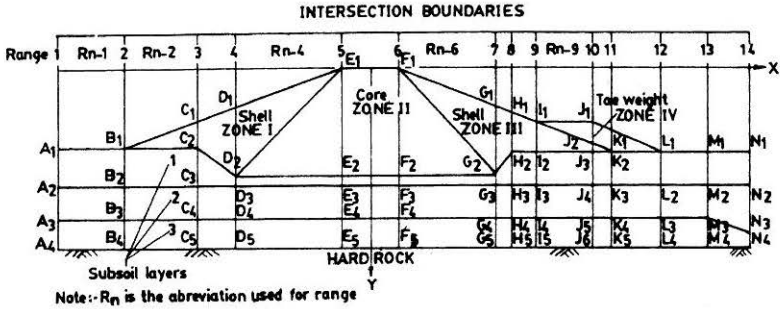 INTERSECTION BOUNDARIES
Range 1 Rn-1 2 Rn-2 3 4 Rn-4 5 6 Rn-6 7 8 9 Rn-9 10 11 12 13 14
E1 F1 X
Core
ZONE II
C1 D1 G1 H1 I1 J1
Shell
ZONE I
Shell
ZONE III
Toe weight
ZONE IV
A1 B1 C2 D2 E2 F2 G2 H2 I2 J2 J3 K1 K2 L1 M1 N1
1
A2 B2 C3 D3 E3 F3 G3 H3 I3 J4 K3 L2 M2 N2
2
A3 B3 C4 D4 E4 F4 G4 H4 I4 J5 K4 L3 M3 N3
3
A4 B4 C5 D5 E5 F5 G5 H5 I5 J6 K5 L4 M4 N4
Subsoil layers
HARD ROCK
Y
Note:-Rn is the abreviation used for range